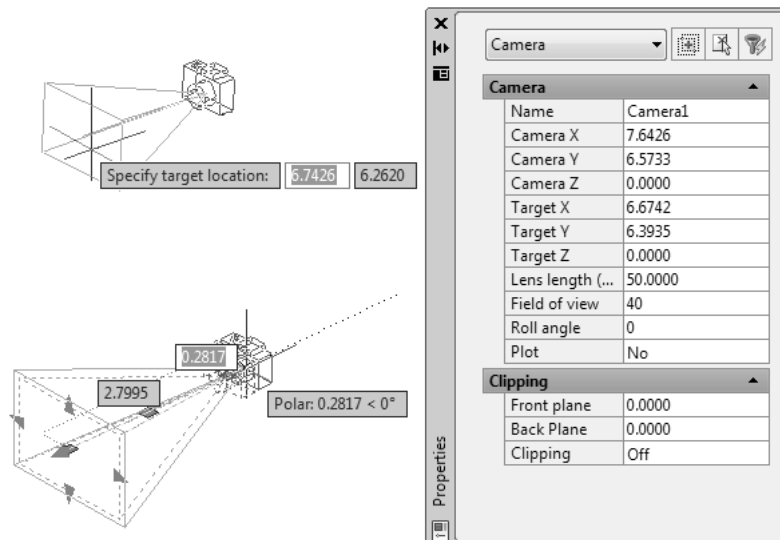 Specify target location: 6.7426 6.2620
0.2817
2.7995
Polar: 0.2817 < 0°
Camera
Camera
Name Camera1
Camera X 7.6426
Camera Y 6.5733
Camera Z 0.0000
Target X 6.6742
Target Y 6.3935
Target Z 0.0000
Lens length (... 50.0000
Field of view 40
Roll angle 0
Plot No
Clipping
Front plane 0.0000
Back Plane 0.0000
Clipping Off
Properties